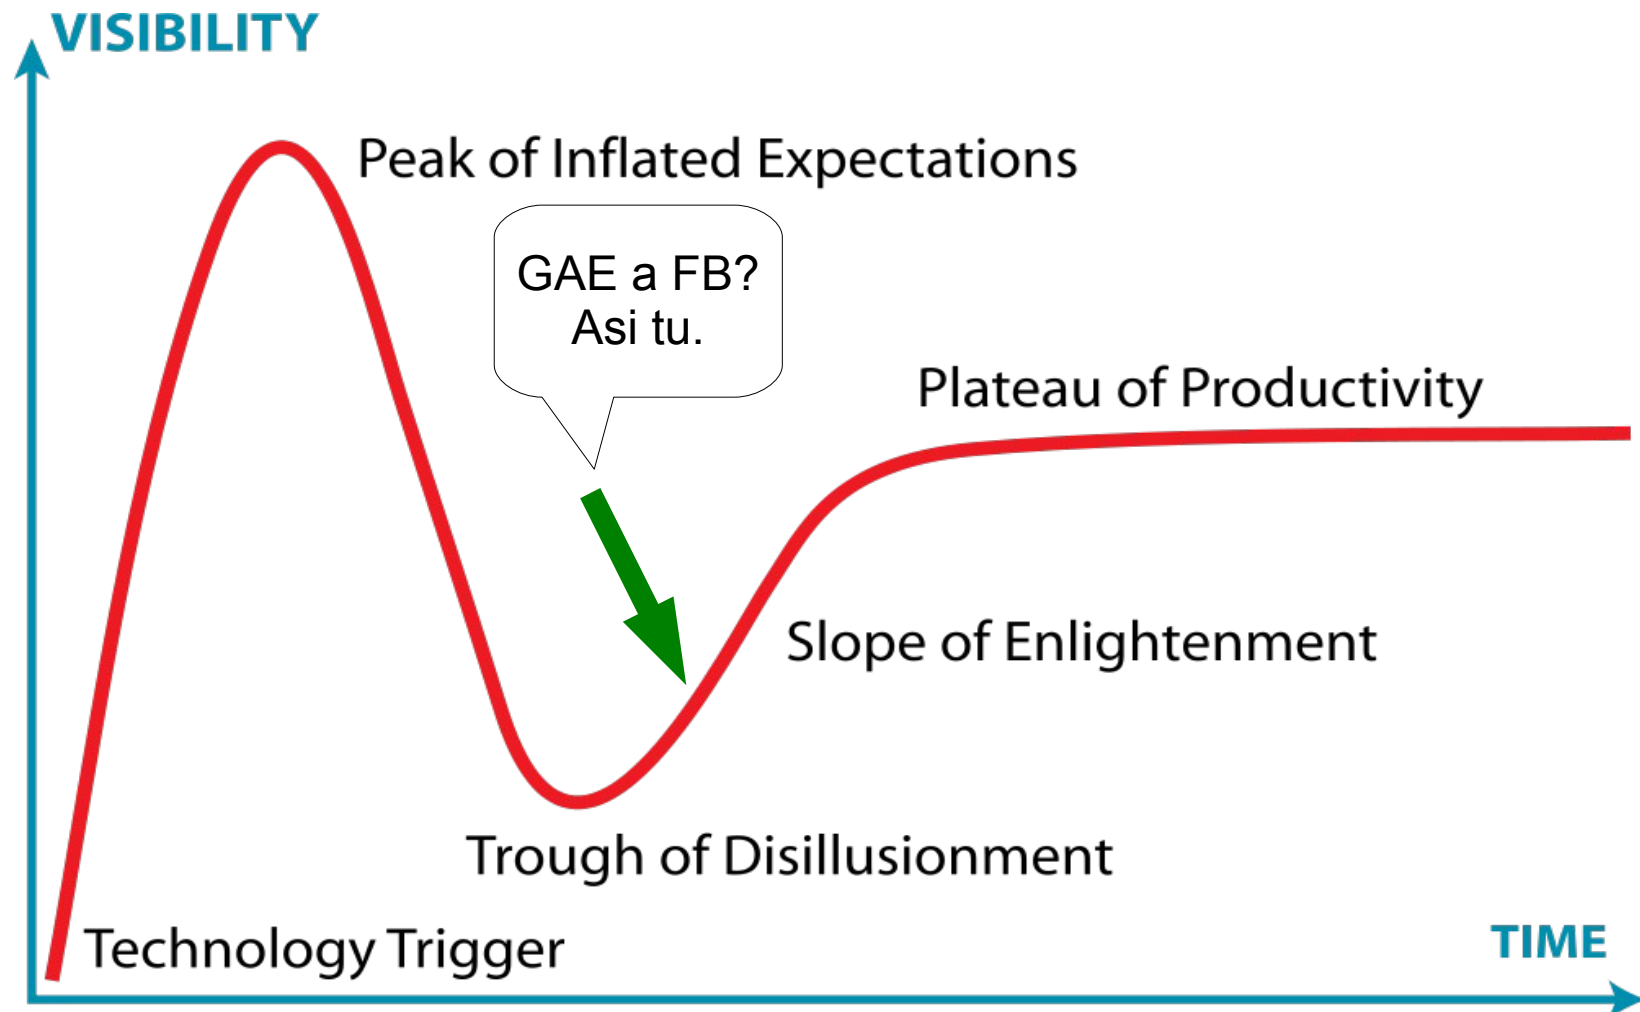 VISIBILITY
Peak of Inflated Expectations
GAE a FB?
Asi tu.
Plateau of Productivity
Slope of Enlightenment
Trough of Disillusionment
Technology Trigger
TIME